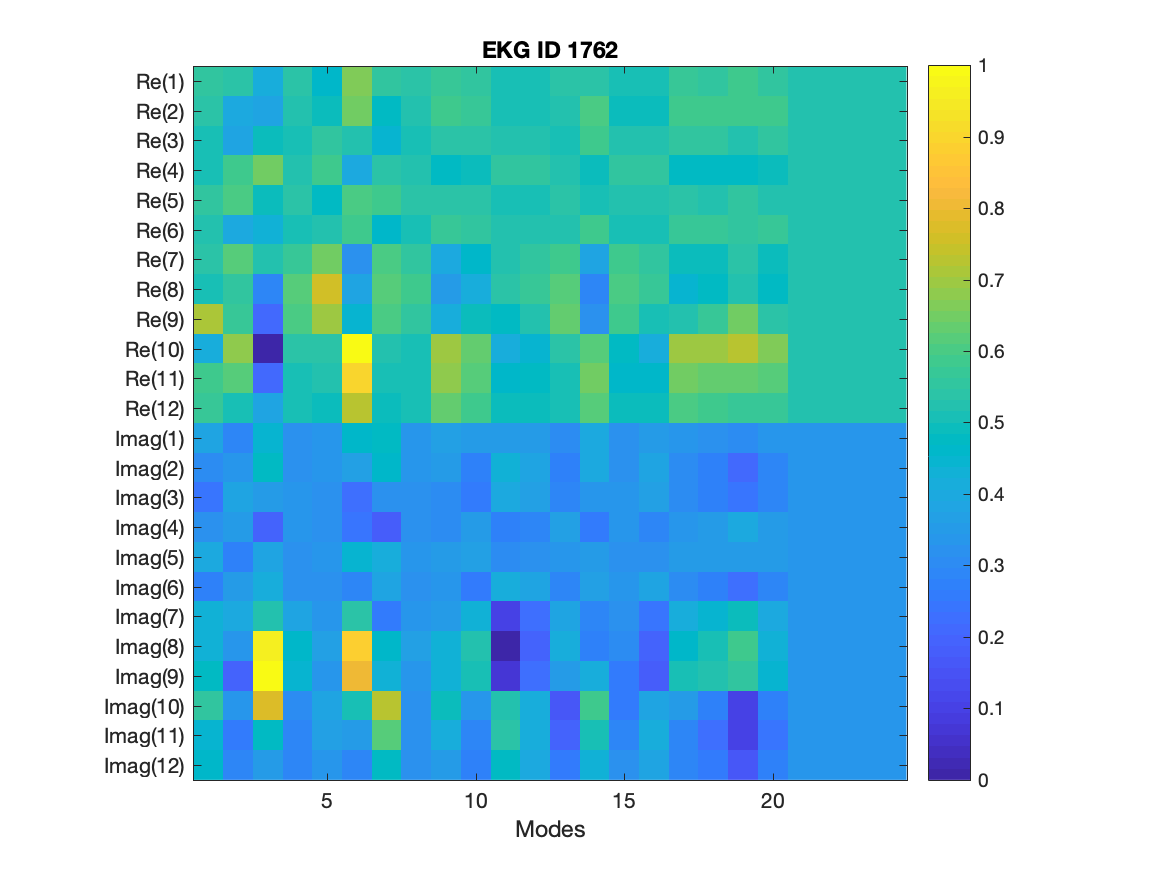 EKG ID 1762
Re(1)
Re(2)
Re(3)
Re(4)
Re(5)
Re(6)
Re(7)
Re(8)
Re(9)
Re(10)
Re(11)
Re(12)
Imag(1)
Imag(2)
Imag(3)
Imag(4)
Imag(5)
Imag(6)
Imag(7)
Imag(8)
Imag(9)
Imag(10)
Imag(11)
Imag(12)
5 10 15 20
Modes
1
0.9
0.8
0.7
0.6
0.5
0.4
0.3
0.2
0.1
0